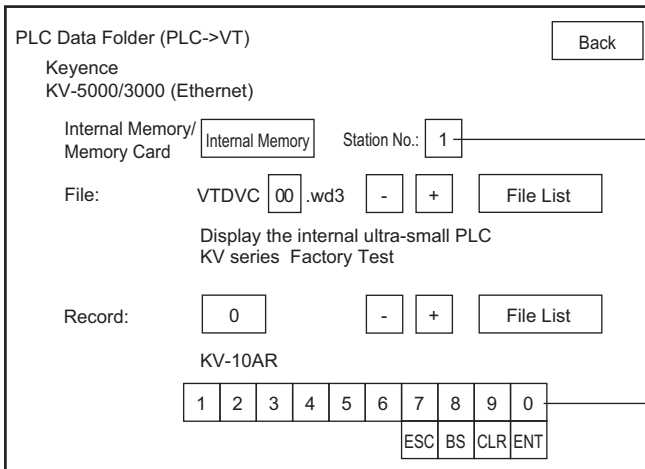 PLC Data Folder (PLC->VT) Back
Keyence
KV-5000/3000 (Ethernet)
Internal Memory/
Memory Card Internal Memory Station No.: 1
File: VTDVC 00 .wd3 - + File List
Display the internal ultra-small PLC
KV series Factory Test
Record: 0 - + File List
KV-10AR
1 2 3 4 5 6 7 8 9 0
ESC BS CLR ENT